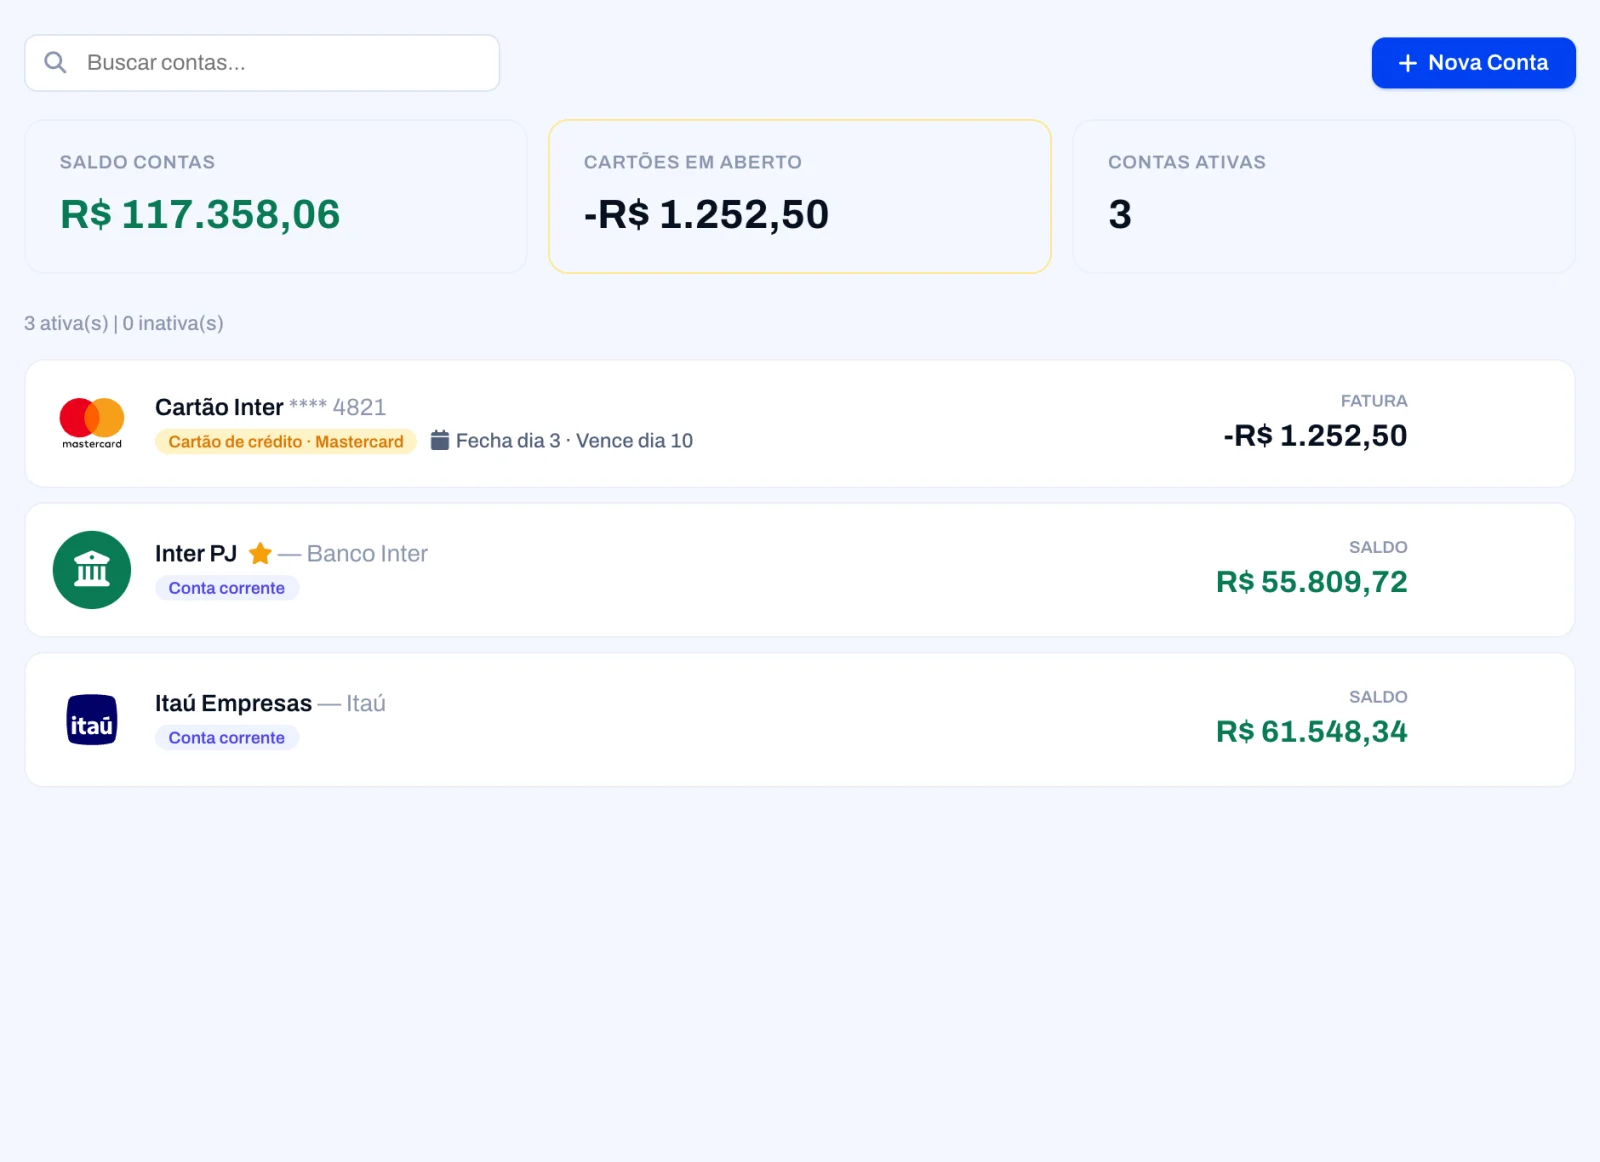 Buscar contas...
+ Nova Conta
SALDO CONTAS
R$ 117.358,06
CARTÕES EM ABERTO
-R$ 1.252,50
CONTAS ATIVAS
3
3 ativa(s) | 0 inativa(s)
mastercard
Cartão Inter **** 4821
Cartão de crédito · Mastercard
Fecha dia 3 · Vence dia 10
FATURA
-R$ 1.252,50
Inter PJ — Banco Inter
Conta corrente
SALDO
R$ 55.809,72
itaú
Itaú Empresas — Itaú
Conta corrente
SALDO
R$ 61.548,34